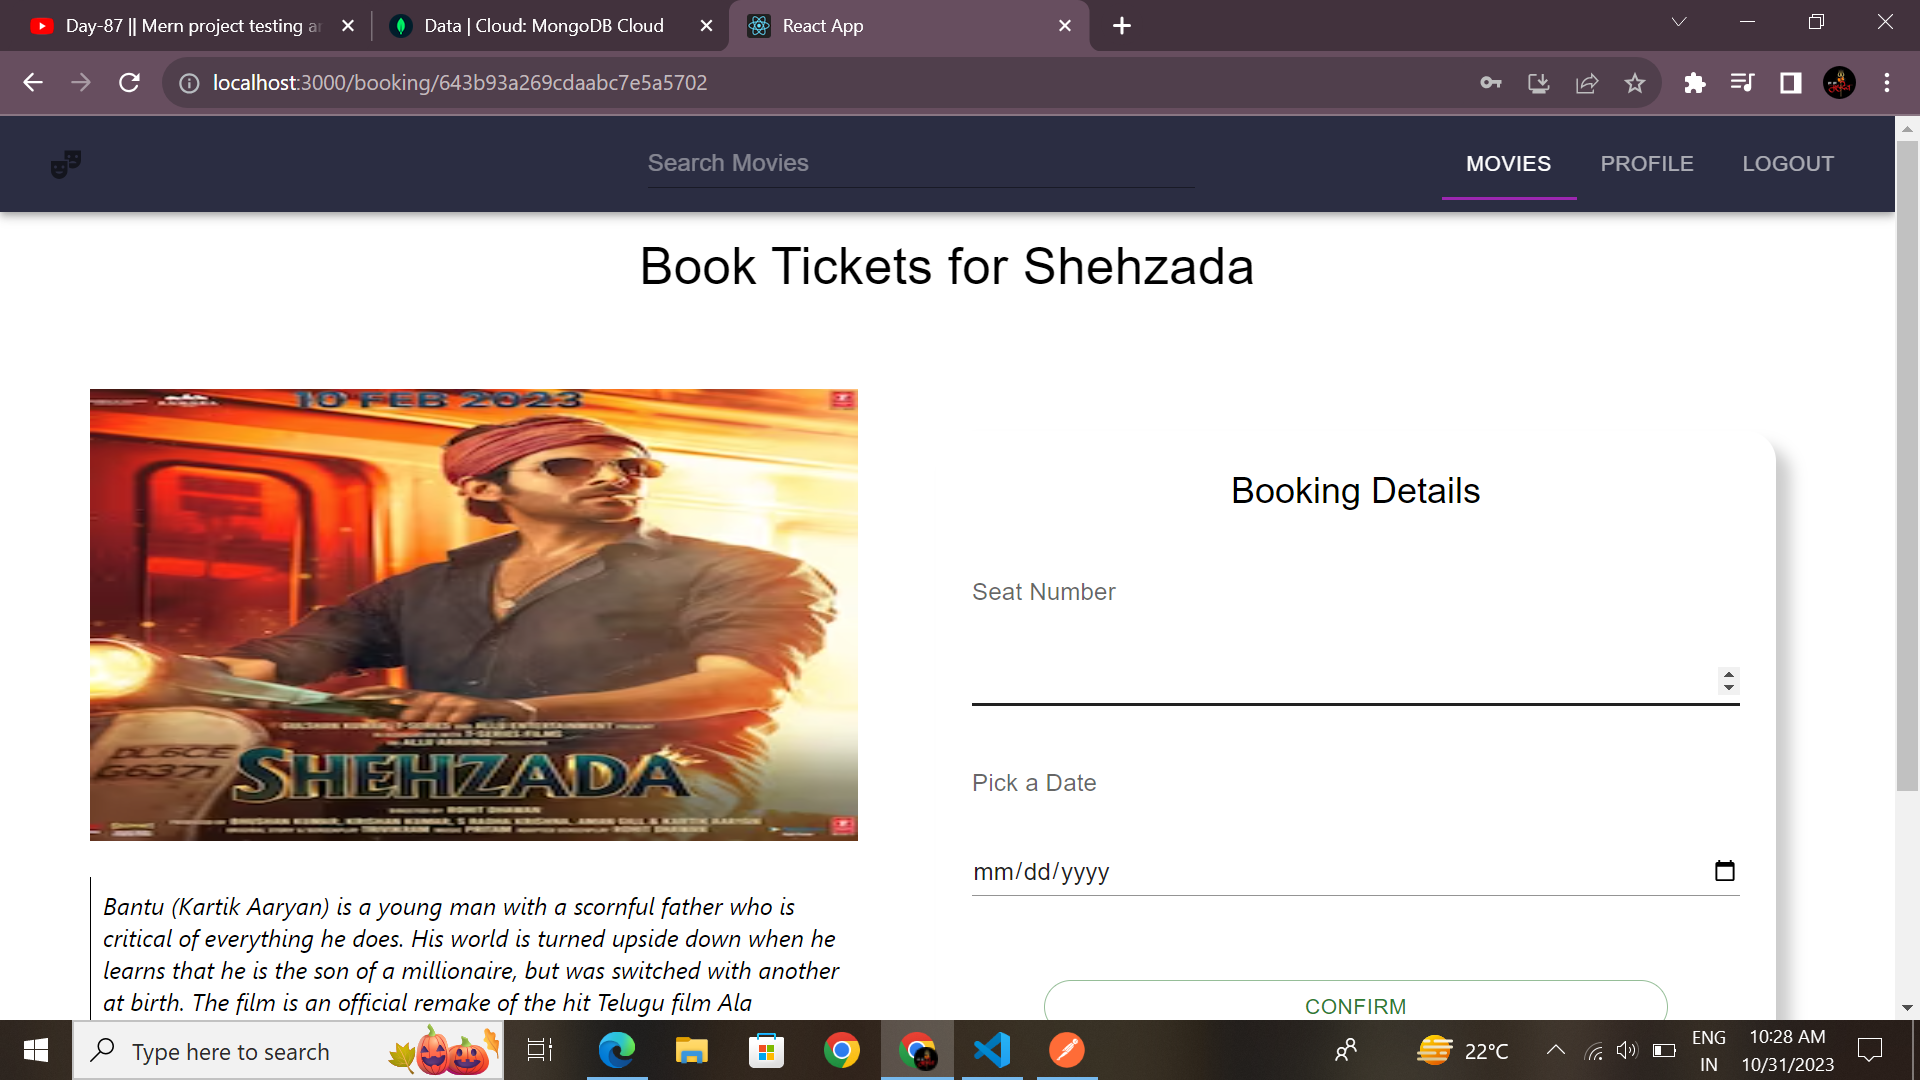 Day-87 || Mern project testing ar
Data | Cloud: MongoDB Cloud
React App
localhost:3000/booking/643b93a269cdaabc7e5a5702
Search Movies
MOVIES
PROFILE
LOGOUT
Book Tickets for Shehzada
10 FEB 2023
DL6CE
G6371
SHEHZADA
Booking Details
Seat Number
Pick a Date
mm/dd/yyyy
CONFIRM
Bantu (Kartik Aaryan) is a young man with a scornful father who is
critical of everything he does. His world is turned upside down when he
learns that he is the son of a millionaire, but was switched with another
at birth. The film is an official remake of the hit Telugu film Ala
Type here to search
22°C
ENG
IN
10:28 AM
10/31/2023